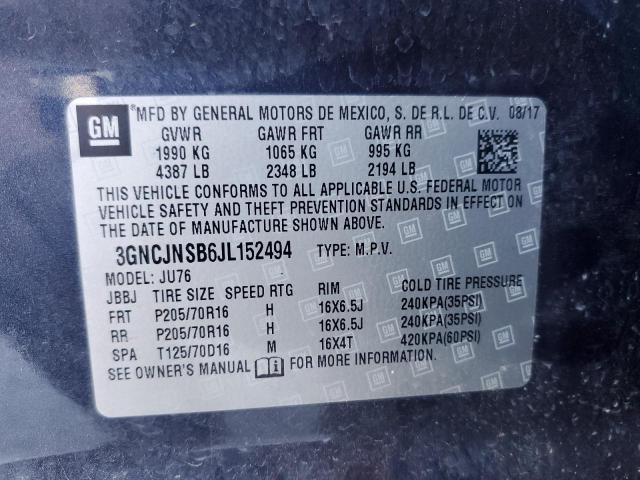 GM
®MFD BY GENERAL MOTORS DE MEXICO, S. DE R.L. DE C.V. 08/17
GVWR GAWR FRT GAWR RR
1990 KG 1065 KG 995 KG
4387 LB 2348 LB 2194 LB
THIS VEHICLE CONFORMS TO ALL APPLICABLE U.S. FEDERAL MOTOR
VEHICLE SAFETY AND THEFT PREVENTION STANDARDS IN EFFECT ON
THE DATE OF MANUFACTURE SHOWN ABOVE.
3GNCJNSB6JL152494 TYPE: M.P.V.
MODEL: JU76
JBBJ TIRE SIZE SPEED RTG RIM COLD TIRE PRESSURE
FRT P205/70R16 H 16X6.5J 240KPA(35PSI)
RR P205/70R16 H 16X6.5J 240KPA(35PSI)
SPA T125/70D16 M 16X4T 420KPA(60PSI)
SEE OWNER'S MANUAL FOR MORE INFORMATION.